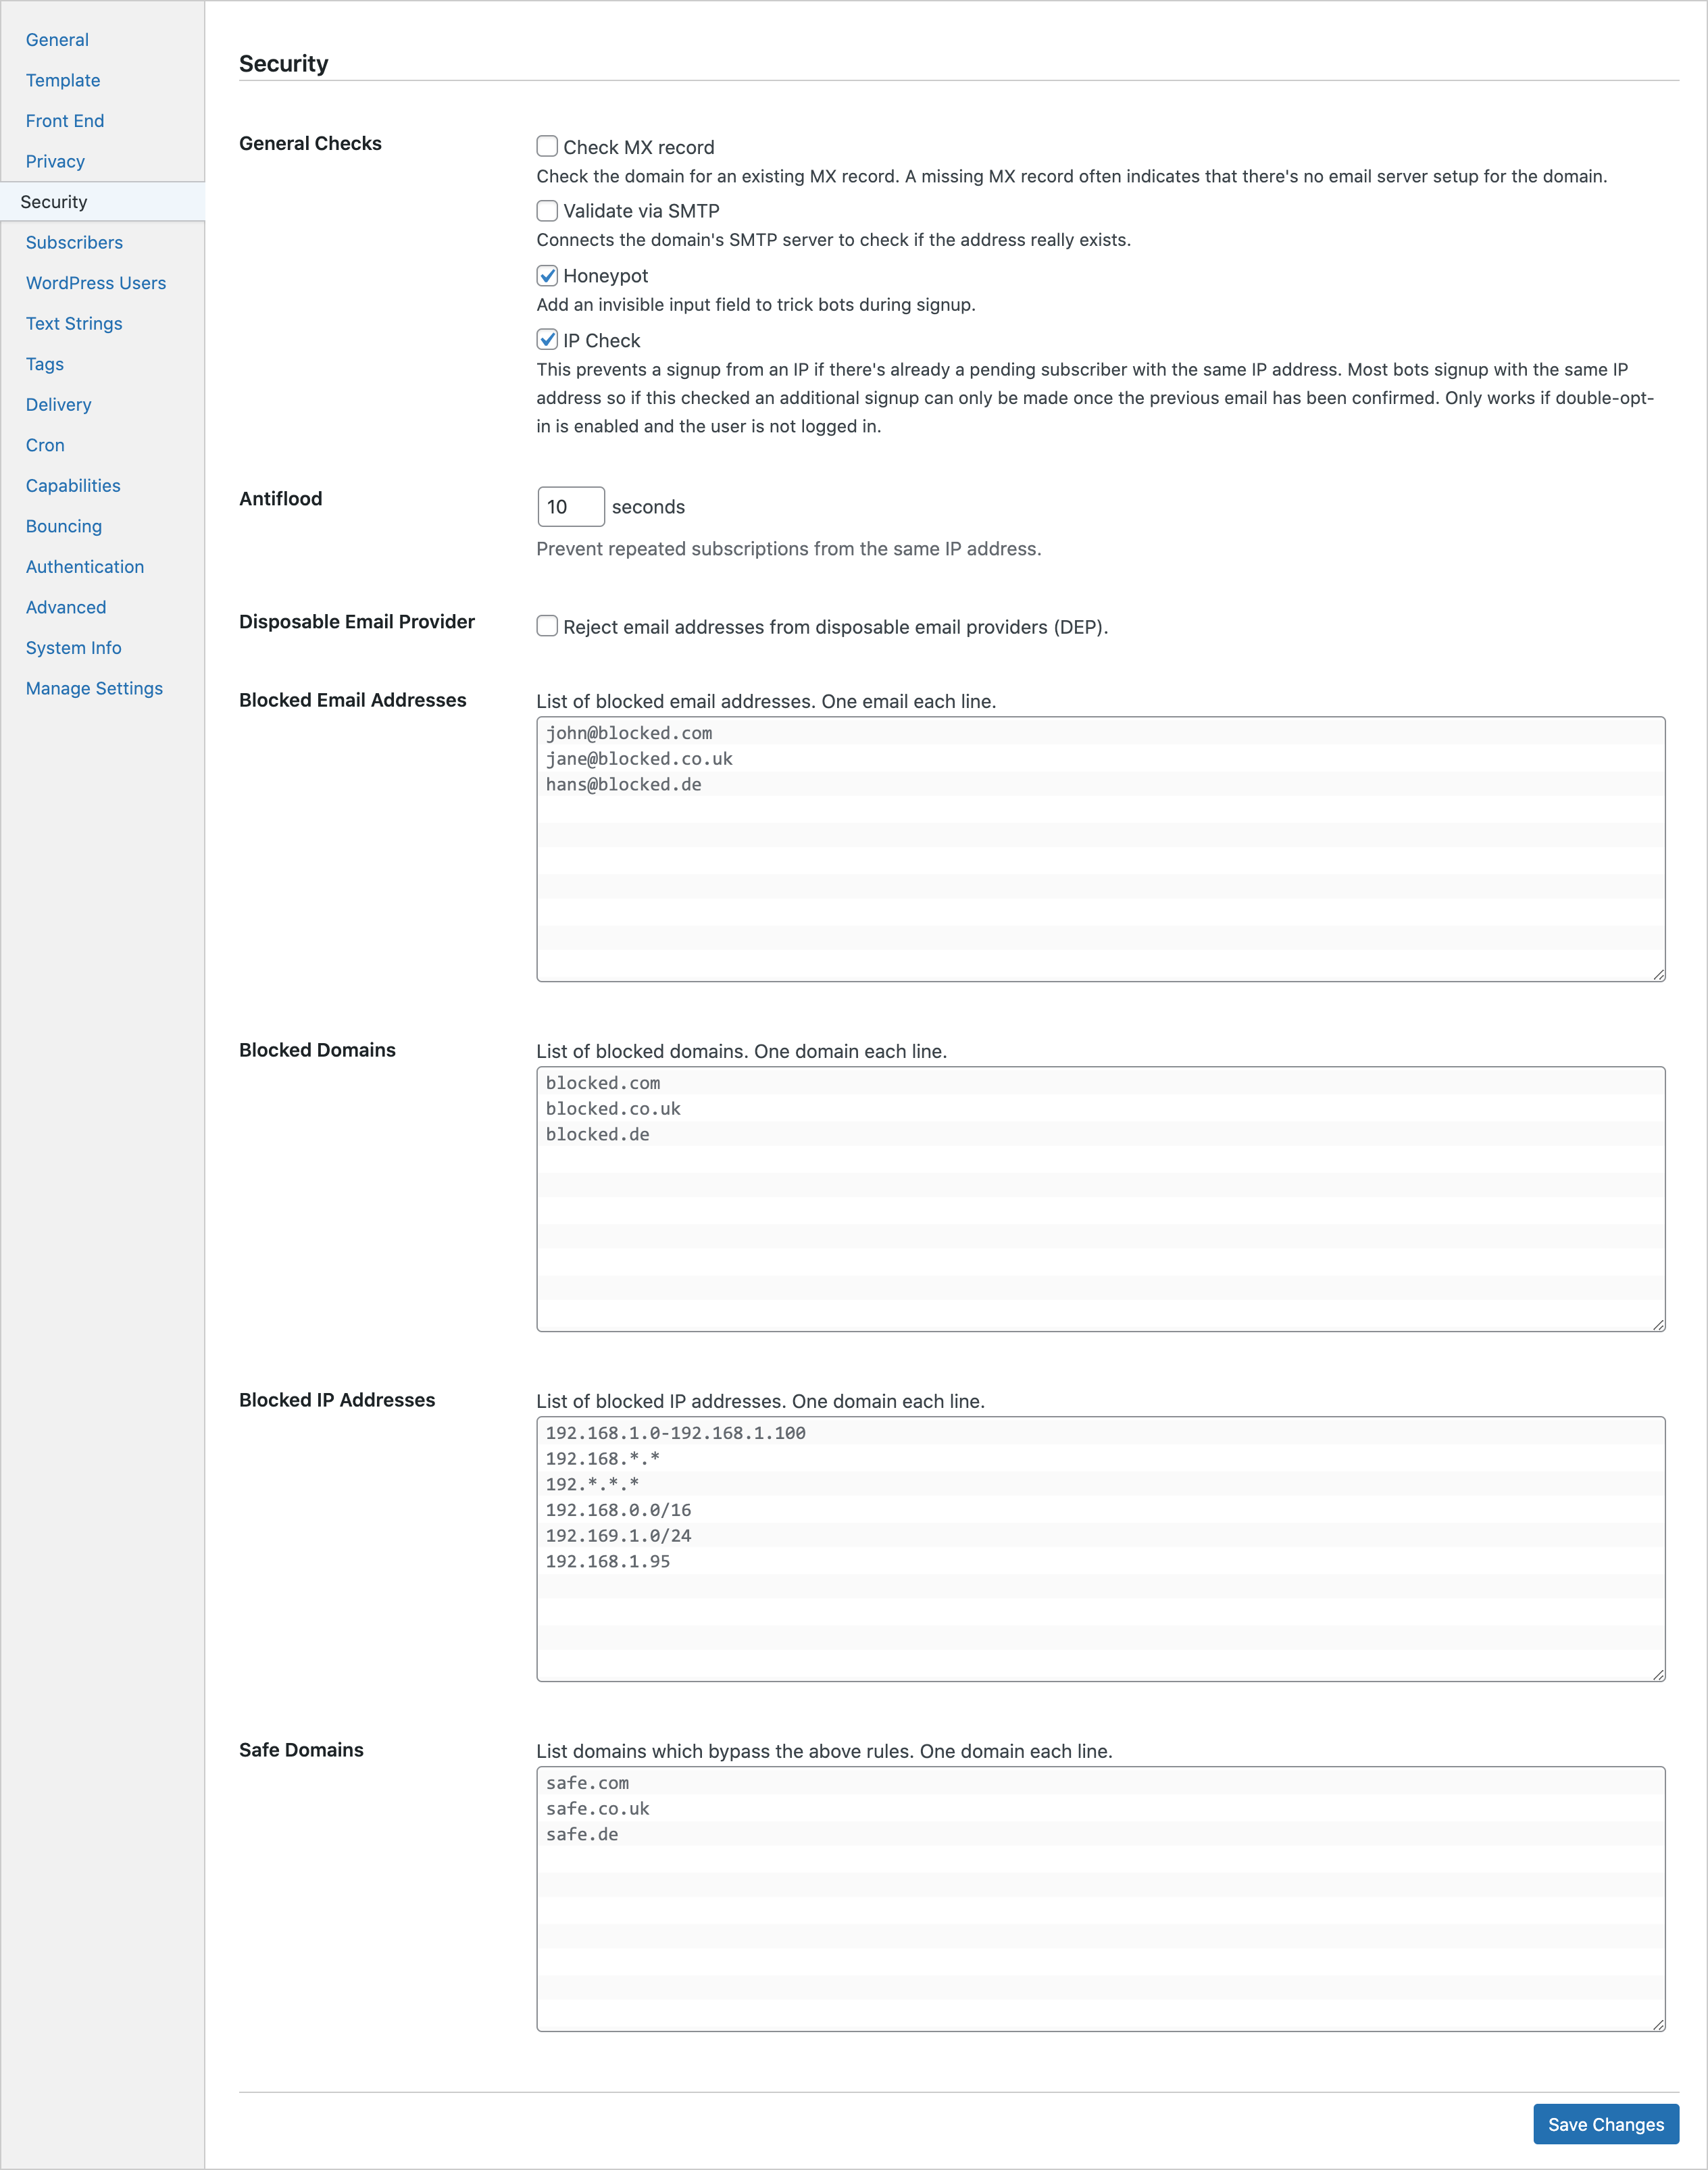 General
Template
Front End
Privacy
Security
Subscribers
WordPress Users
Text Strings
Tags
Delivery
Cron
Capabilities
Bouncing
Authentication
Advanced
System Info
Manage Settings
Security
General Checks
Check MX record
Check the domain for an existing MX record. A missing MX record often indicates that there's no email server setup for the domain.
Validate via SMTP
Connects the domain's SMTP server to check if the address really exists.
Honeypot
Add an invisible input field to trick bots during signup.
IP Check
This prevents a signup from an IP if there's already a pending subscriber with the same IP address. Most bots signup with the same IP
address so if this checked an additional signup can only be made once the previous email has been confirmed. Only works if double-opt-
in is enabled and the user is not logged in.
Antiflood
10 seconds
Prevent repeated subscriptions from the same IP address.
Disposable Email Provider
Reject email addresses from disposable email providers (DEP).
Blocked Email Addresses
List of blocked email addresses. One email each line.
john@blocked.com
jane@blocked.co.uk
hans@blocked.de
Blocked Domains
List of blocked domains. One domain each line.
blocked.com
blocked.co.uk
blocked.de
Blocked IP Addresses
List of blocked IP addresses. One domain each line.
192.168.1.0-192.168.1.100
192.168.*.*
192.*.*.*
192.168.0.0/16
192.169.1.0/24
192.168.1.95
Safe Domains
List domains which bypass the above rules. One domain each line.
safe.com
safe.co.uk
safe.de
Save Changes